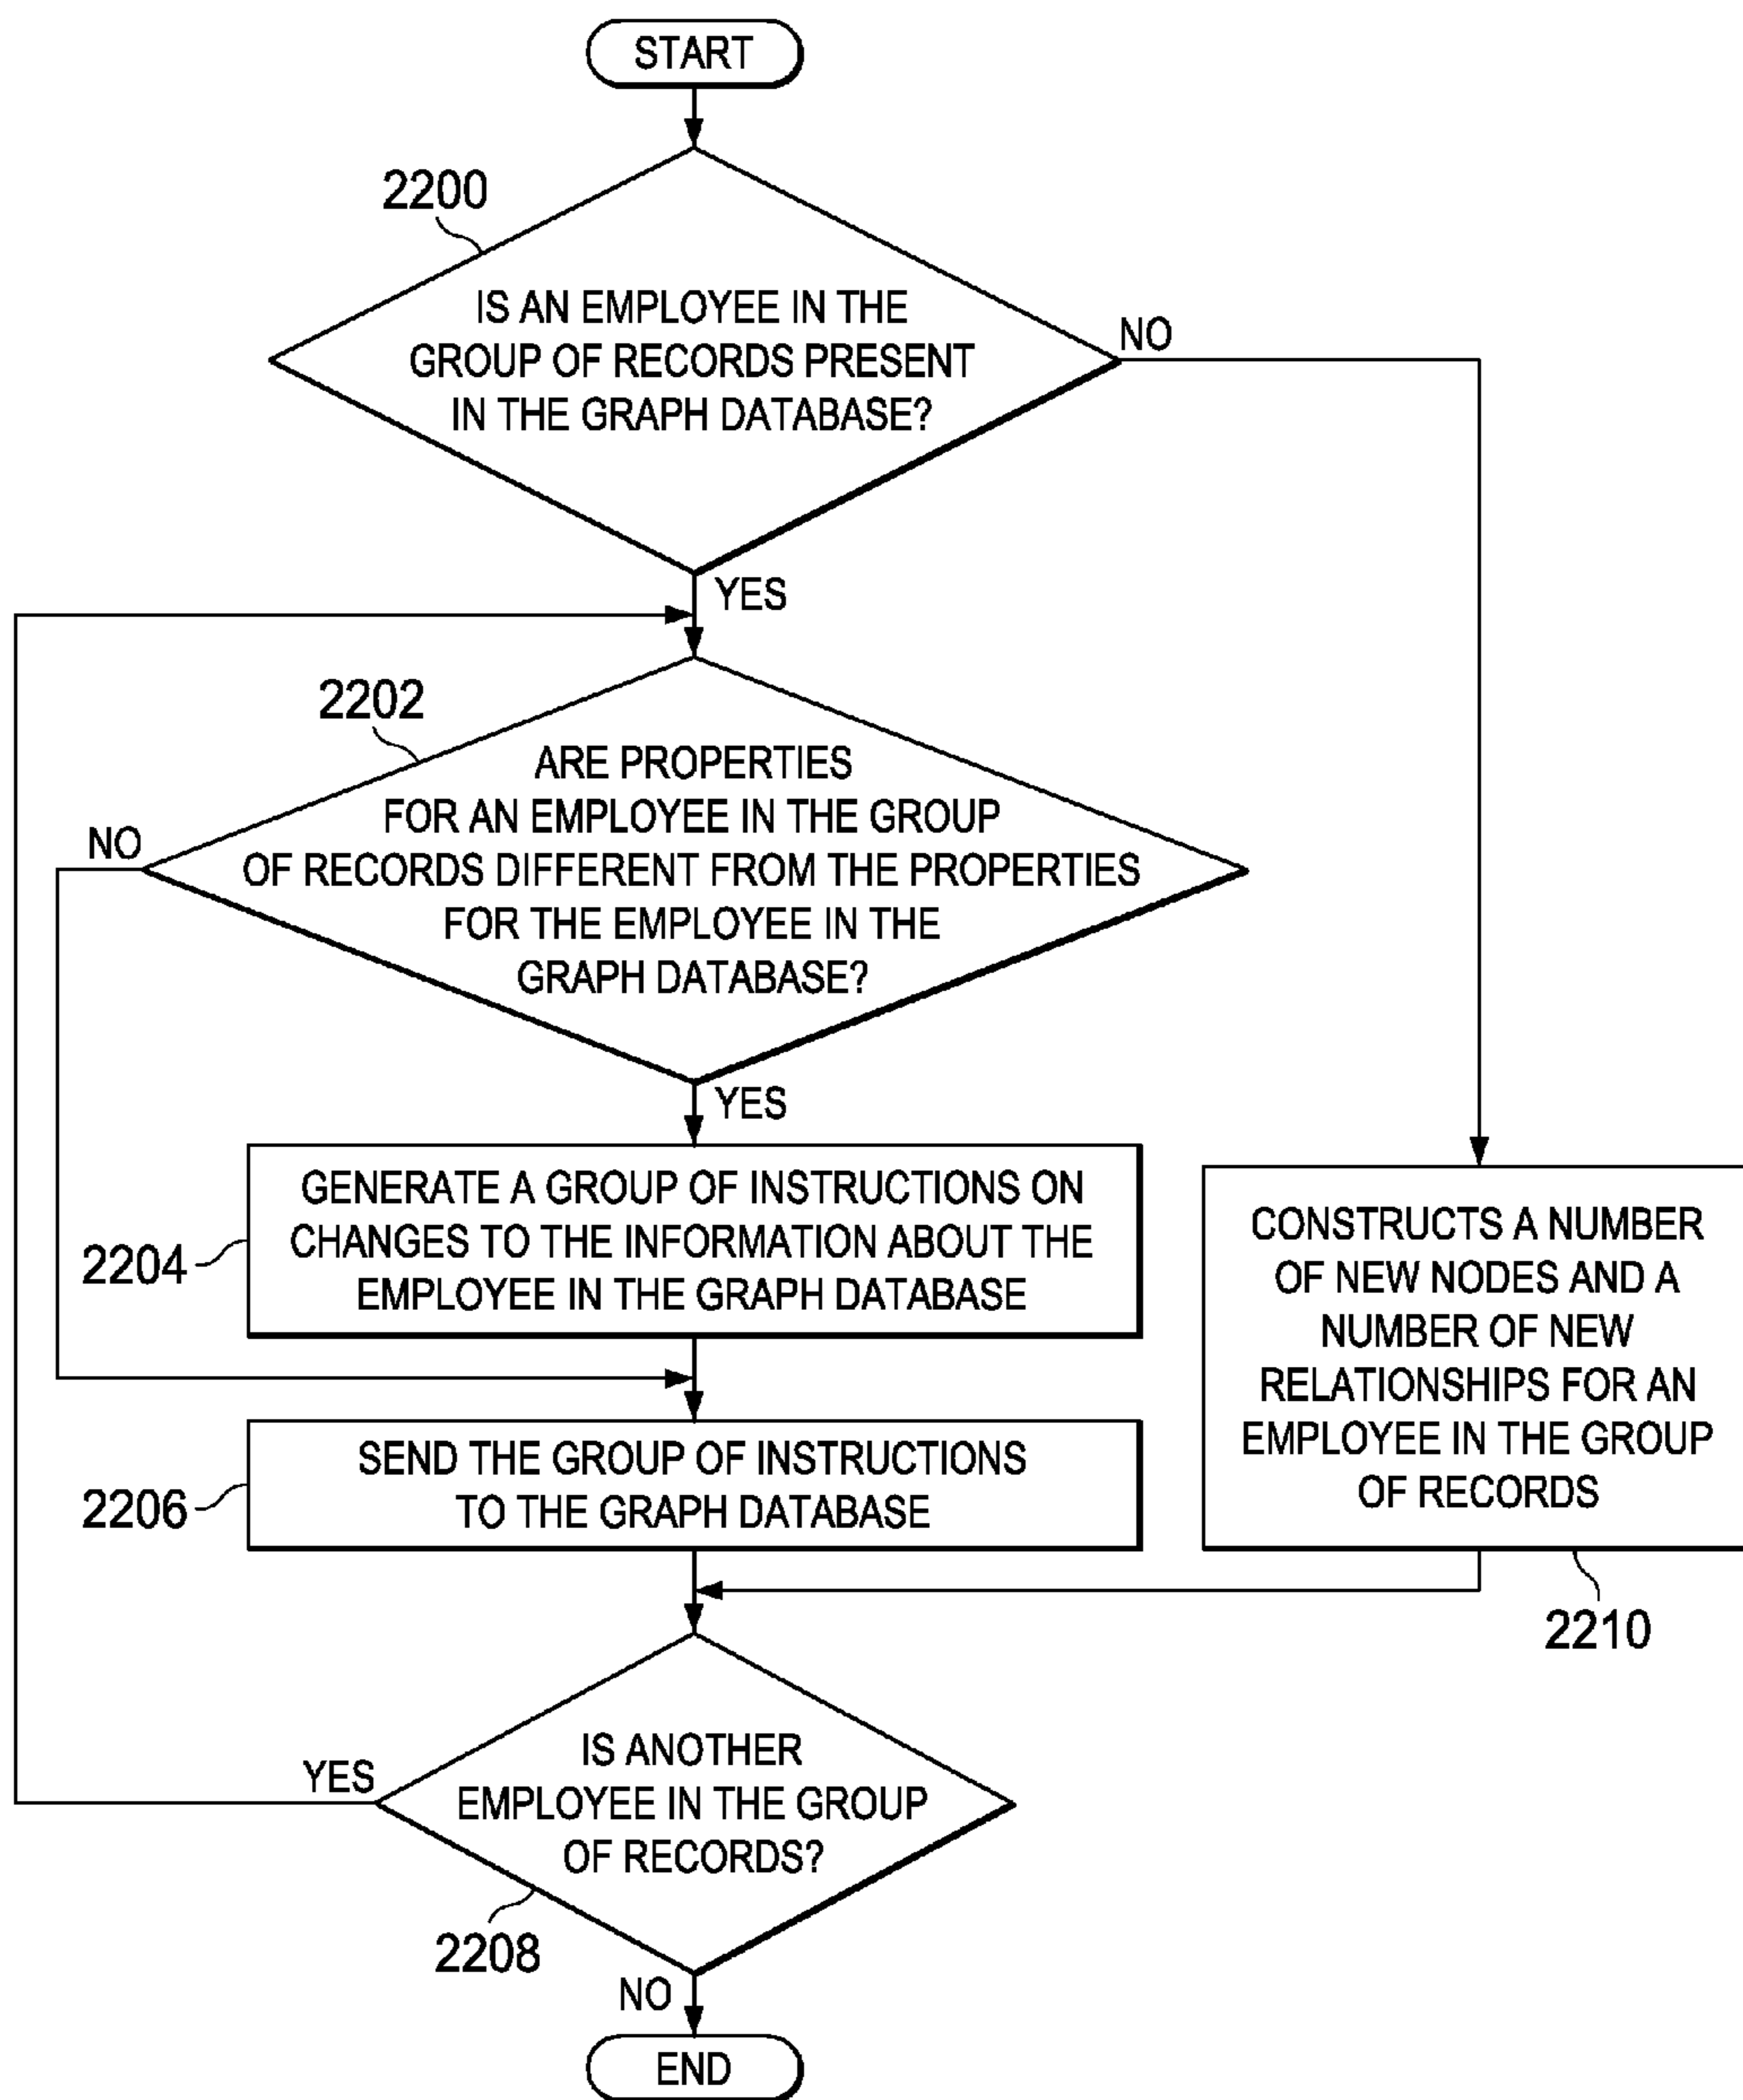 START
2200
IS AN EMPLOYEE IN THE
GROUP OF RECORDS PRESENT
IN THE GRAPH DATABASE?
NO
YES
2202
ARE PROPERTIES
FOR AN EMPLOYEE IN THE GROUP
OF RECORDS DIFFERENT FROM THE PROPERTIES
FOR THE EMPLOYEE IN THE
GRAPH DATABASE?
NO
YES
2204
GENERATE A GROUP OF INSTRUCTIONS ON
CHANGES TO THE INFORMATION ABOUT THE
EMPLOYEE IN THE GRAPH DATABASE
CONSTRUCTS A NUMBER
OF NEW NODES AND A
NUMBER OF NEW
RELATIONSHIPS FOR AN
EMPLOYEE IN THE GROUP
OF RECORDS
2206
SEND THE GROUP OF INSTRUCTIONS
TO THE GRAPH DATABASE
2210
YES
IS ANOTHER
EMPLOYEE IN THE GROUP
OF RECORDS?
2208
NO
END